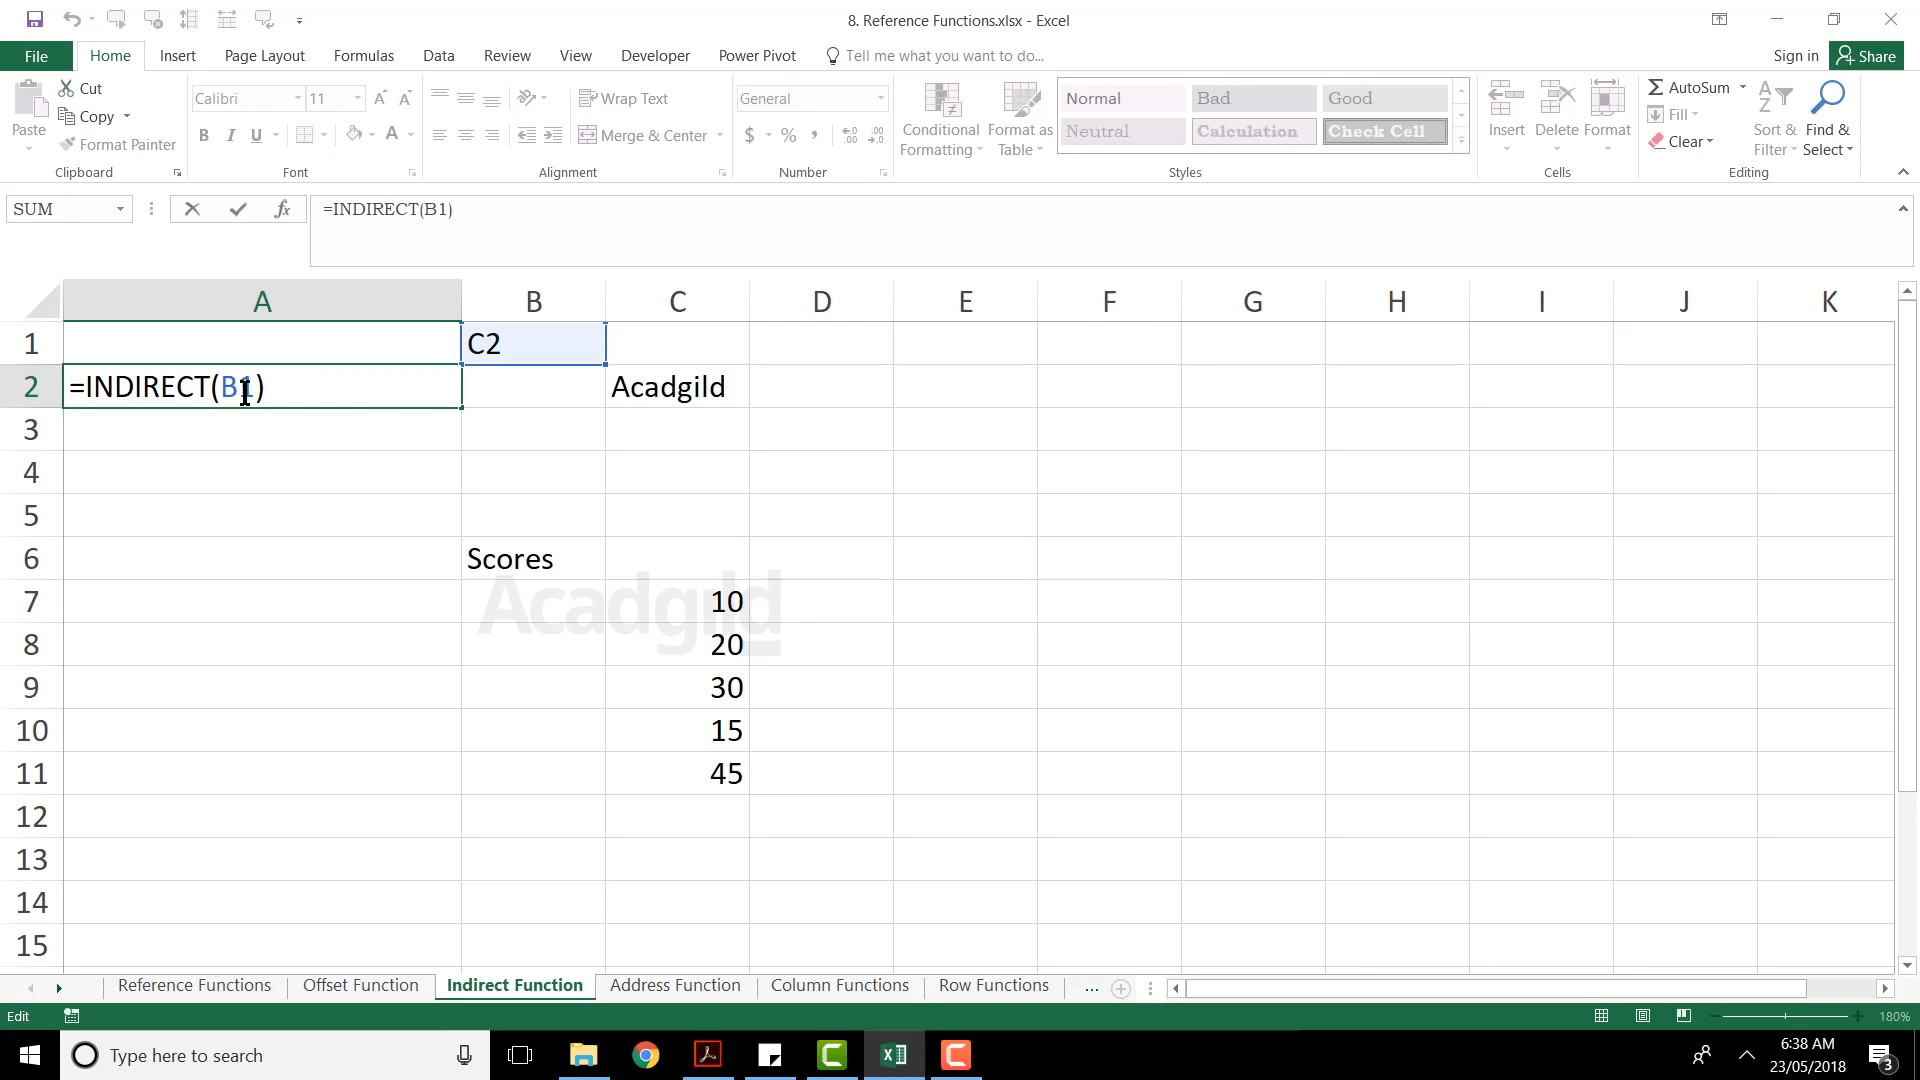 8. Reference Functions.xlsx - Excel
File Home Insert Page Layout Formulas Data Review View Developer Power Pivot Tell me what you want to do... Sign in Share
Paste
Cut
Copy
Format Painter
Clipboard
Calibri 11
B I U
A A A
Font
Wrap Text
Merge & Center
Alignment
General
$ % ,
Number
Conditional
Formatting
Format as
Table
Normal Bad Good
Neutral Calculation Check Cell
Styles
Insert Delete Format
Cells
AutoSum
Fill
Clear
Sort &
Filter
Find &
Select
Editing
SUM fx =INDIRECT(B1)
A B C D E F G H I J K
1 C2
2 =INDIRECT(B1) Acadgild
3
4
5
6 Scores
Acadgild
7 10
8 20
9 30
10 15
11 45
12
13
14
15
Reference Functions Offset Function Indirect Function Address Function Column Functions Row Functions ...
Edit 180%
Type here to search
6:38 AM
23/05/2018
3